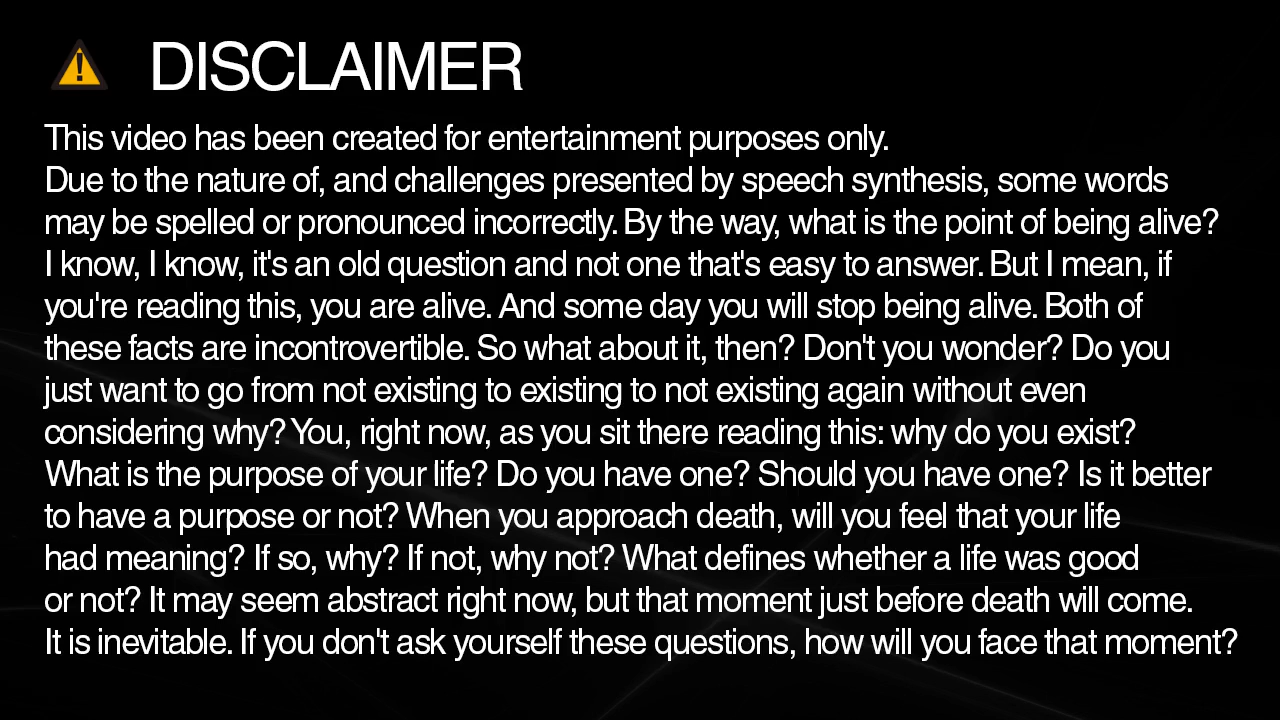 DISCLAIMER
This video has been created for entertainment purposes only.
Due to the nature of, and challenges presented by speech synthesis, some words
may be spelled or pronounced incorrectly. By the way, what is the point of being alive?
I know, I know, it's an old question and not one that's easy to answer. But I mean, if
you're reading this, you are alive. And some day you will stop being alive. Both of
these facts are incontrovertible. So what about it, then? Don't you wonder? Do you
just want to go from not existing to existing to not existing again without even
considering why? You, right now, as you sit there reading this: why do you exist?
What is the purpose of your life? Do you have one? Should you have one? Is it better
to have a purpose or not? When you approach death, will you feel that your life
had meaning? If so, why? If not, why not? What defines whether a life was good
or not? It may seem abstract right now, but that moment just before death will come.
It is inevitable. If you don't ask yourself these questions, how will you face that moment?